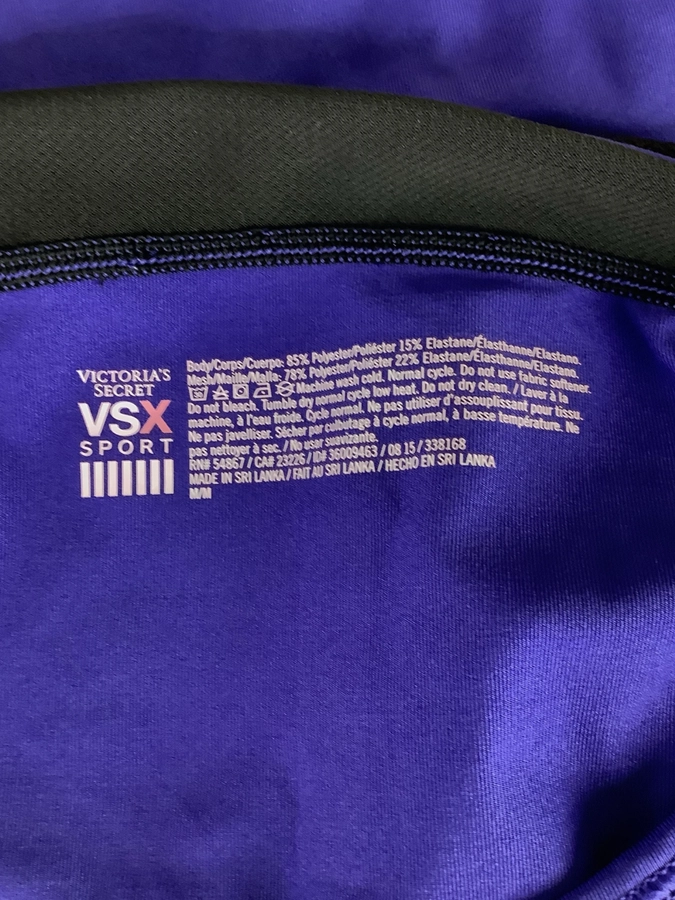 VICTORIA'S
SECRET
VSX
SPORT
Body/Corps/Cuerpo: 85% Polyester/Poliéster 15% Elastane/Élasthanne/Elastano.
Mesh/Maille/Malla: 78% Polyester/Poliéster 22% Elastane/Élasthanne/Elastano.
Machine wash cold. Normal cycle. Do not use fabric softener.
Do not bleach. Tumble dry normal cycle low heat. Do not dry clean. / Laver à la
machine, à l'eau froide. Cycle normal. Ne pas utiliser d'assouplissant pour tissu.
Ne pas javelliser. Sécher par culbutage à cycle normal, à basse température. Ne
pas nettoyer à sec. / No usar suavizante.
RN# 54867 / CA# 23226 / ID# 36009463 / 08 15 / 338168
MADE IN SRI LANKA / FAIT AU SRI LANKA / HECHO EN SRI LANKA
M/M